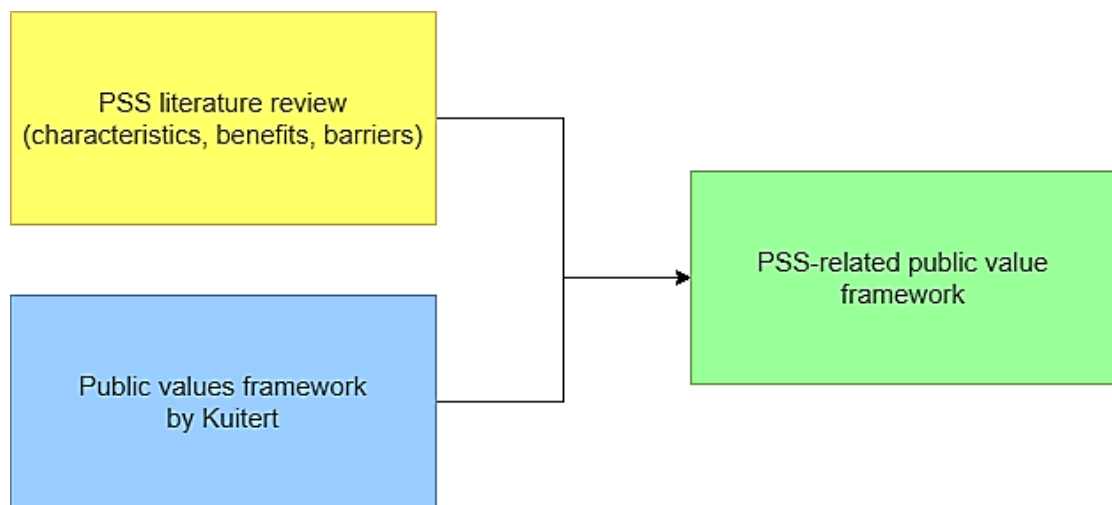 PSS literature review
(characteristics, benefits, barriers)
Public values framework
by Kuitert
PSS-related public value
framework